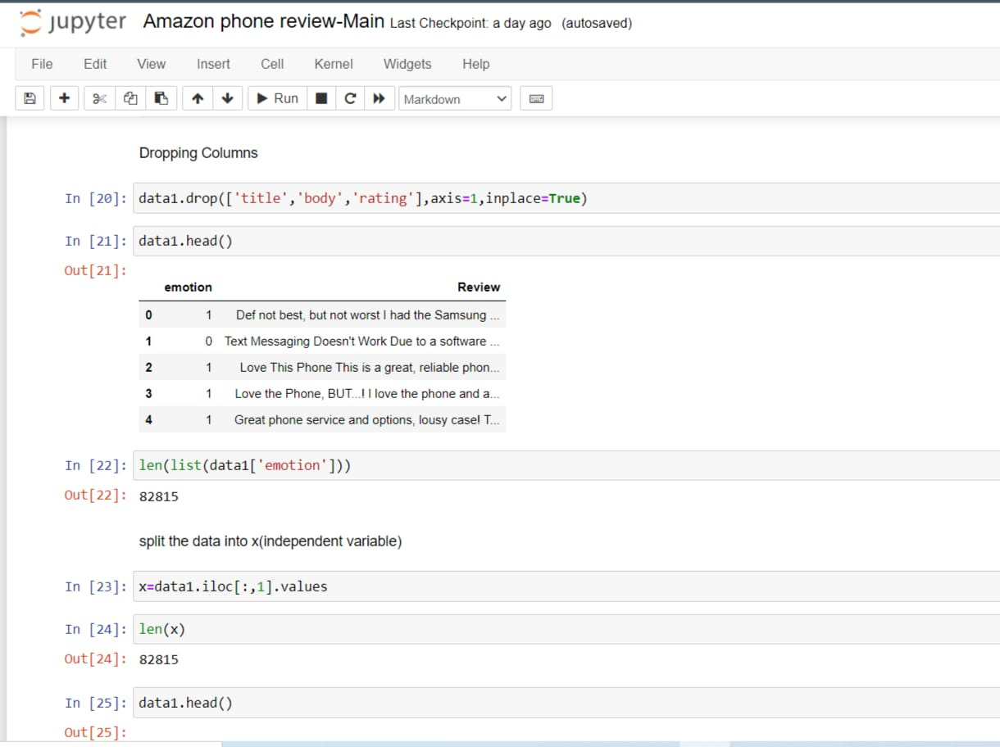 jupyter Amazon phone review-Main Last Checkpoint: a day ago (autosaved)
File Edit View Insert Cell Kernel Widgets Help
Run Markdown
Dropping Columns
In [20]: data1.drop(['title','body','rating'],axis=1,inplace=True)
In [21]: data1.head()
Out[21]:
emotion Review
0 1 Def not best, but not worst I had the Samsung ...
1 0 Text Messaging Doesn't Work Due to a software ...
2 1 Love This Phone This is a great, reliable phon...
3 1 Love the Phone, BUT...! I love the phone and a...
4 1 Great phone service and options, lousy case! T...
In [22]: len(list(data1['emotion']))
Out[22]: 82815
split the data into x(independent variable)
In [23]: x=data1.iloc[:,1].values
In [24]: len(x)
Out[24]: 82815
In [25]: data1.head()
Out[25]: